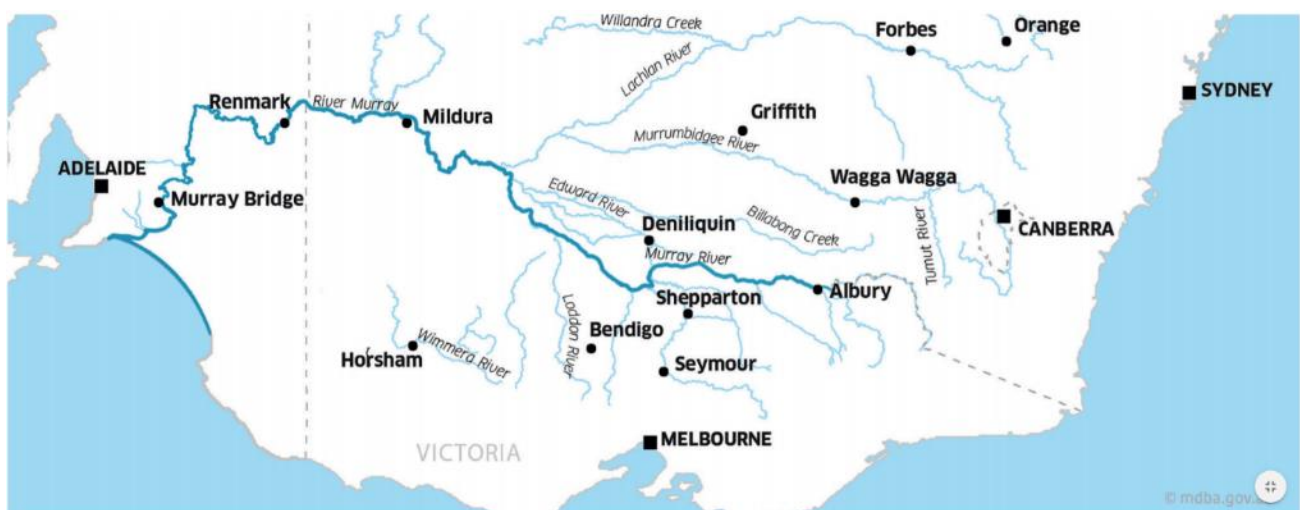 Willandra Creek
Forbes
Orange
Lachlan River
SYDNEY
Renmark
River Murray
Mildura
Griffith
Murrumbidgee River
ADELAIDE
Murray Bridge
Wagga Wagga
Edward River
Deniliquin
Billabong Creek
CANBERRA
Murray River
Tumut River
Shepparton
Albury
Loddon River
Bendigo
Horsham
Wimmera River
Seymour
MELBOURNE
VICTORIA
© mdba.gov.